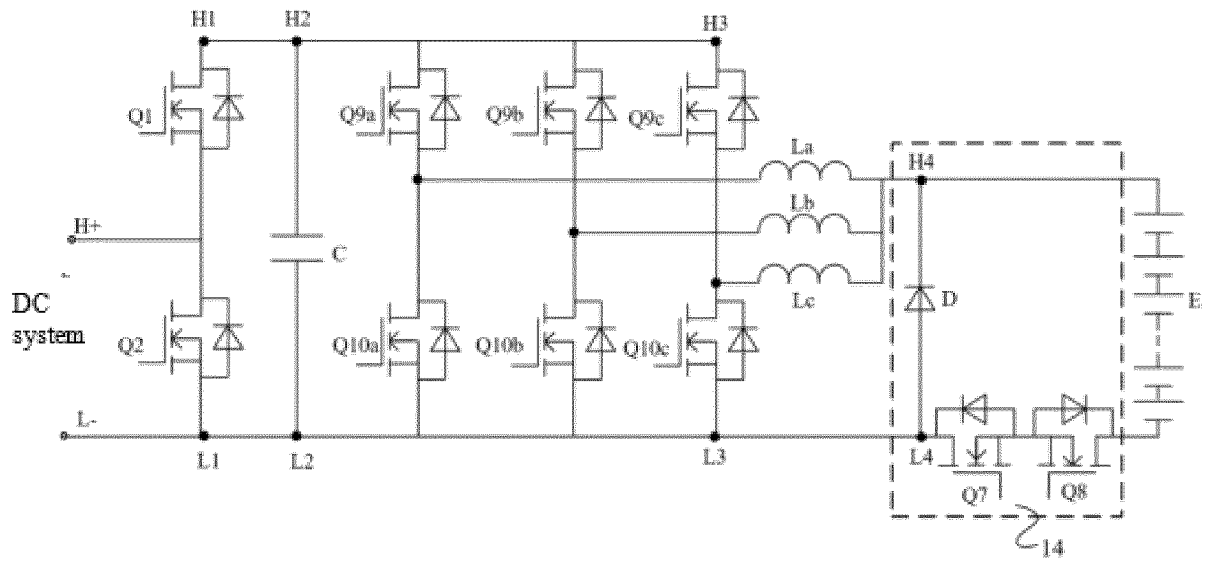 H1 H2 H3
Q1 Q9a Q9b Q9c
La H4
Lb
H+ C
Lc D E
DC
system
Q2 Q10a Q10b Q10c
L-
L1 L2 L3 L4
Q7 Q8
14